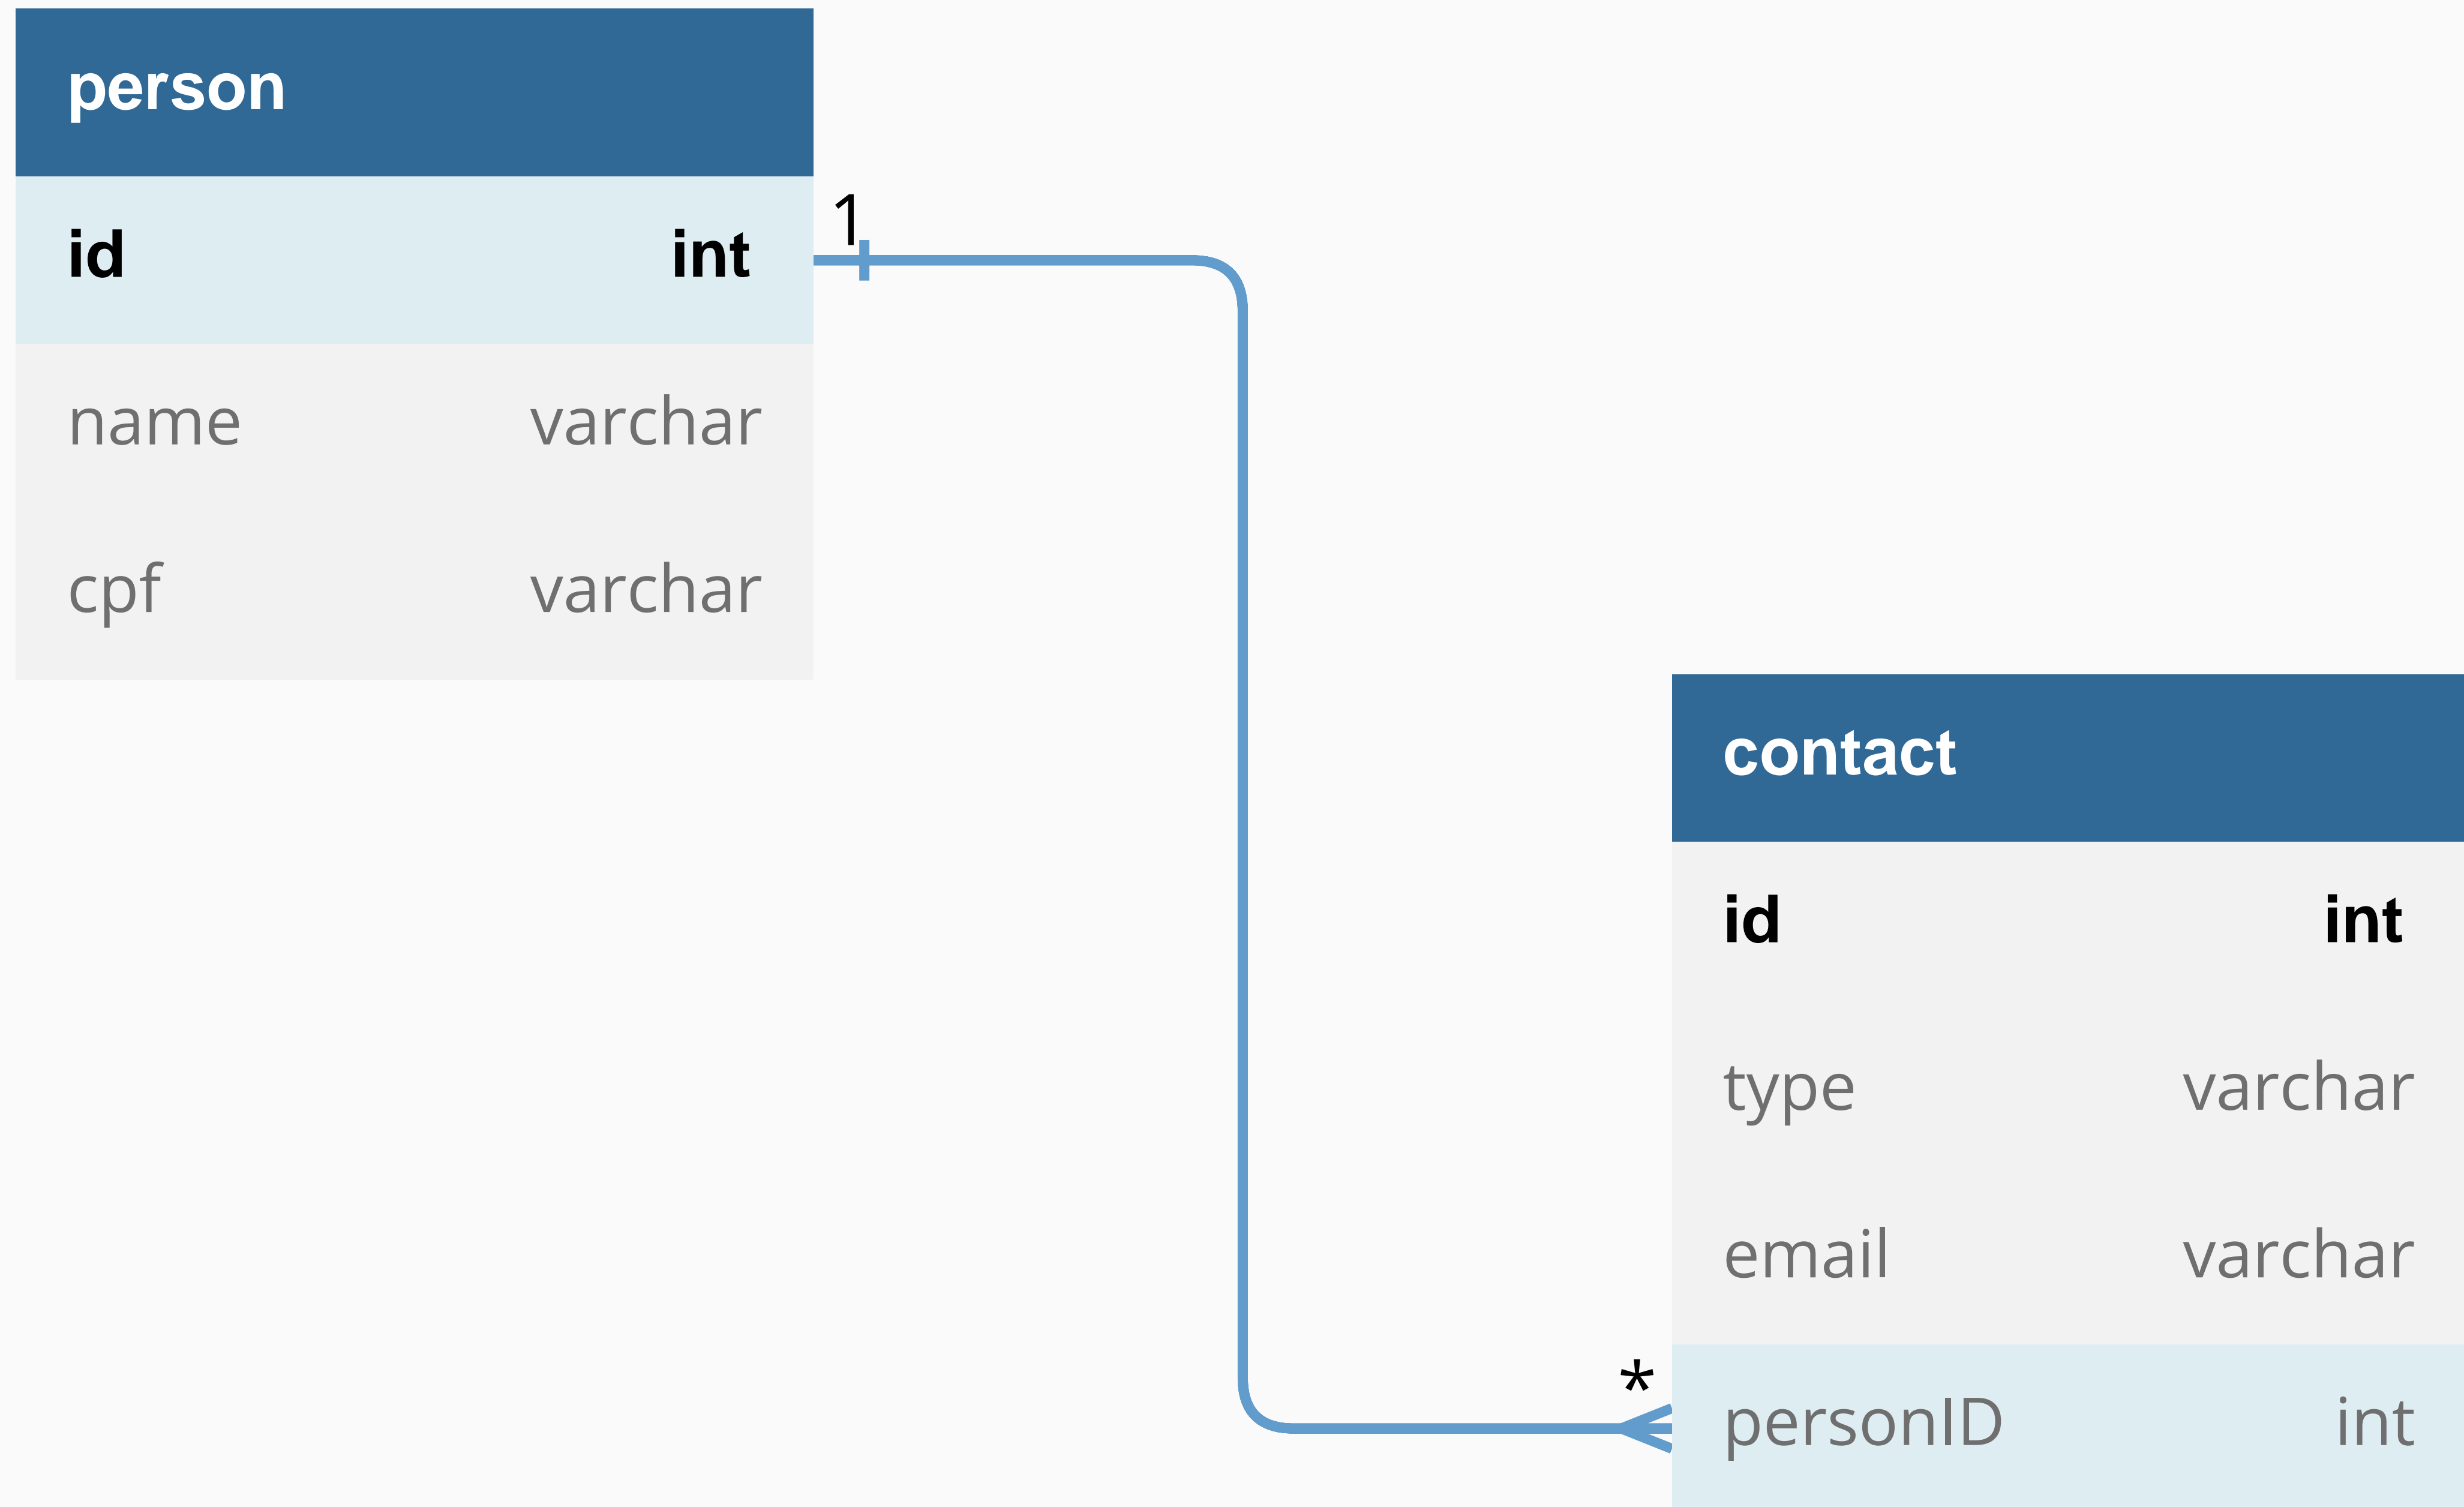 person
id int
name varchar
cpf varchar
1
contact
id int
type varchar
email varchar
*
personID int